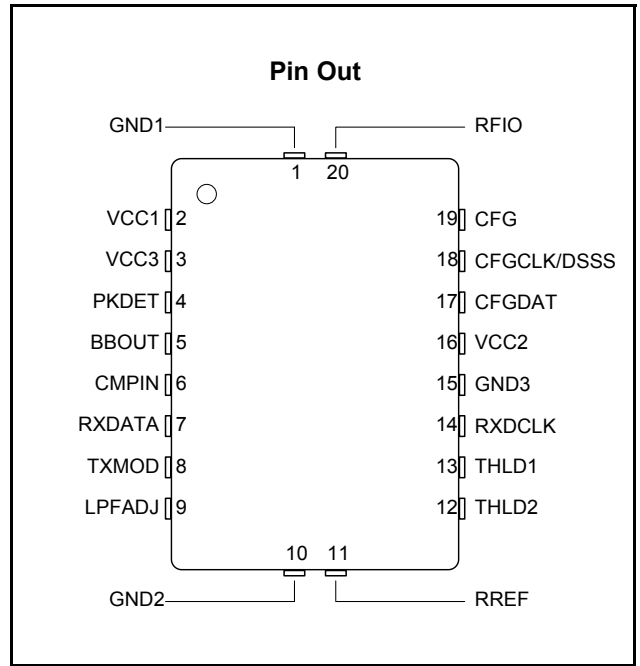 Pin Out
GND1 RFIO
1 20
VCC1 2 19 CFG
VCC3 3 18 CFGCLK/DSSS
PKDET 4 17 CFGDAT
BBOUT 5 16 VCC2
CMPIN 6 15 GND3
RXDATA 7 14 RXDCLK
TXMOD 8 13 THLD1
LPFADJ 9 12 THLD2
10 11
GND2 RREF